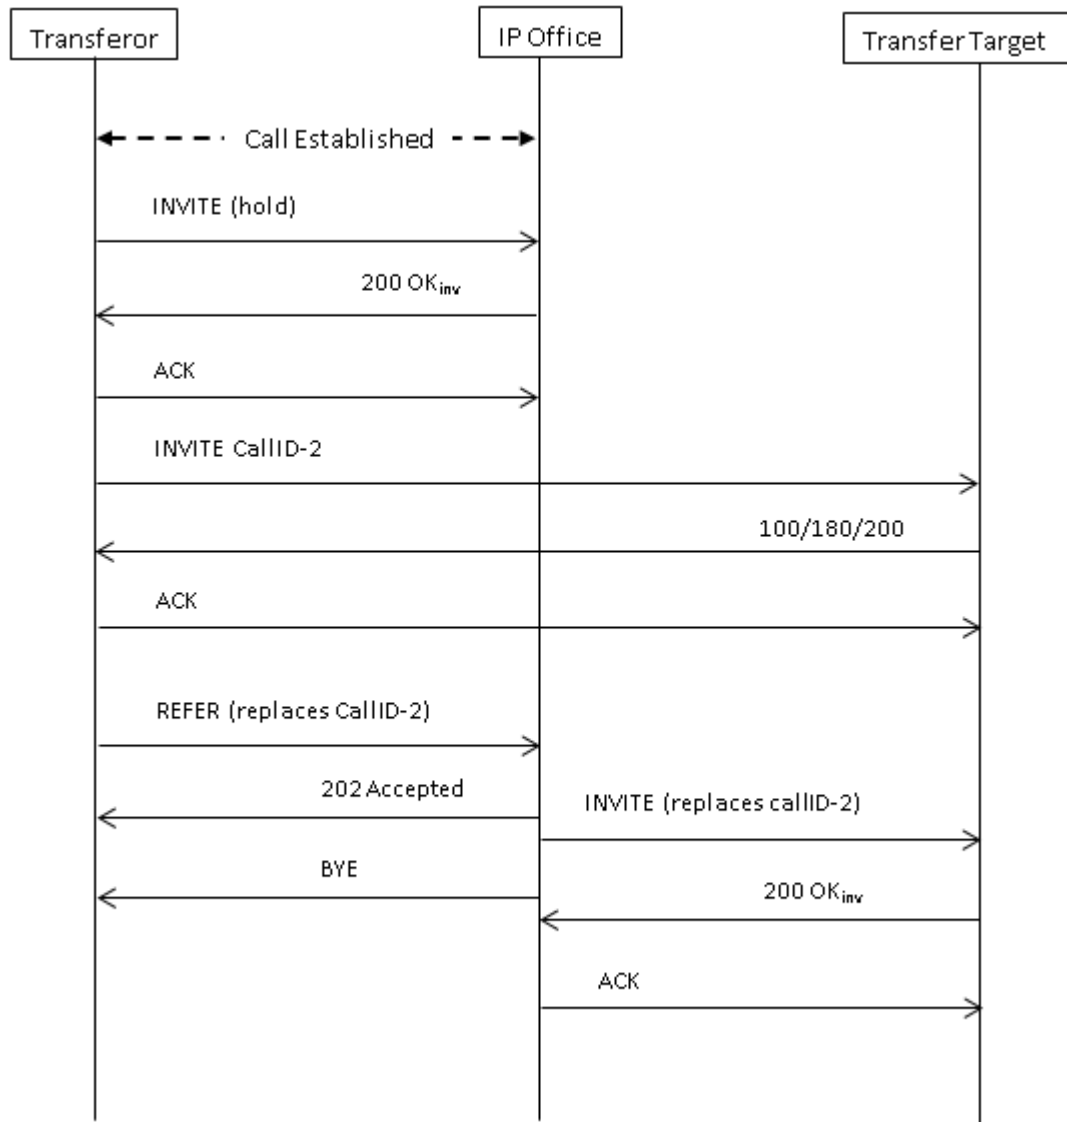 Transferor
IP Office
Transfer Target
Call Established
INVITE (hold)
200 OKinv
ACK
INVITE CallID-2
100/180/200
ACK
REFER (replaces CallID-2)
202 Accepted
INVITE (replaces callID-2)
BYE
200 OKinv
ACK